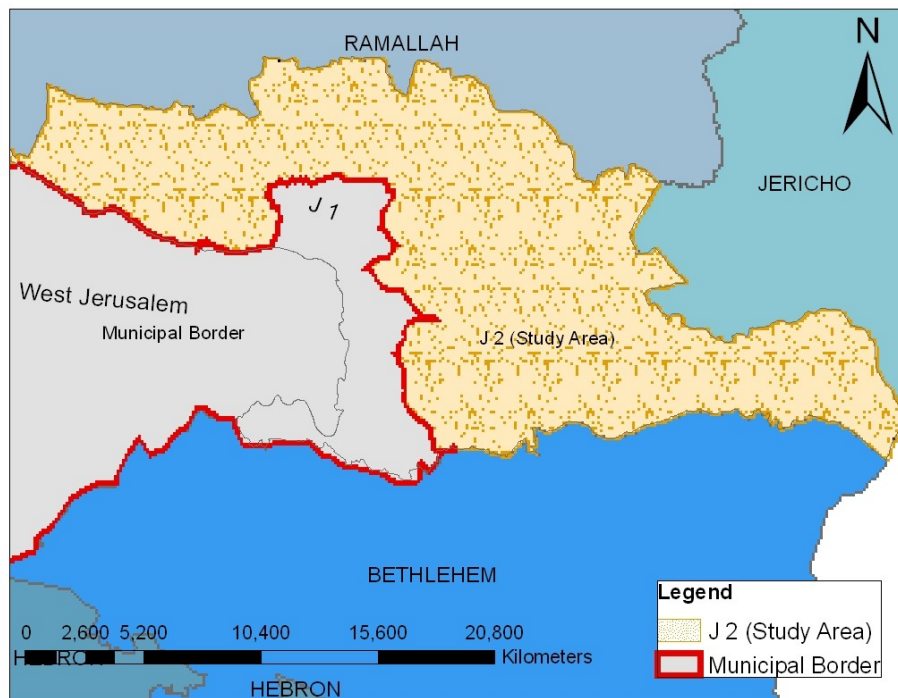 RAMALLAH
N
JERICHO
J 1
West Jerusalem
Municipal Border
J 2 (Study Area)
BETHLEHEM
Legend
J 2 (Study Area)
Municipal Border
0 2,600 5,200 10,400 15,600 20,800
Kilometers
HEBRON
HEBRON